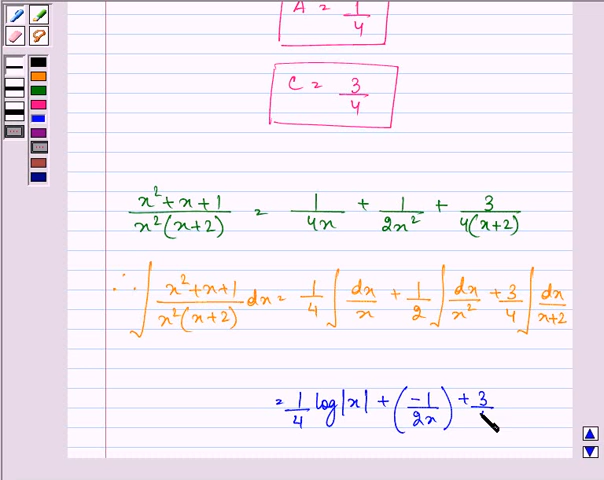 A = 1/4
C = 3/4
x²+x+1 / x²(x+2) = 1/4x + 1/2x² + 3/4(x+2)
∴ ∫ x²+x+1 / x²(x+2) dx = 1/4 ∫ dx/x + 1/2 ∫ dx/x² + 3/4 ∫ dx/x+2
= 1/4 log|x| + (-1/2x) + 3/